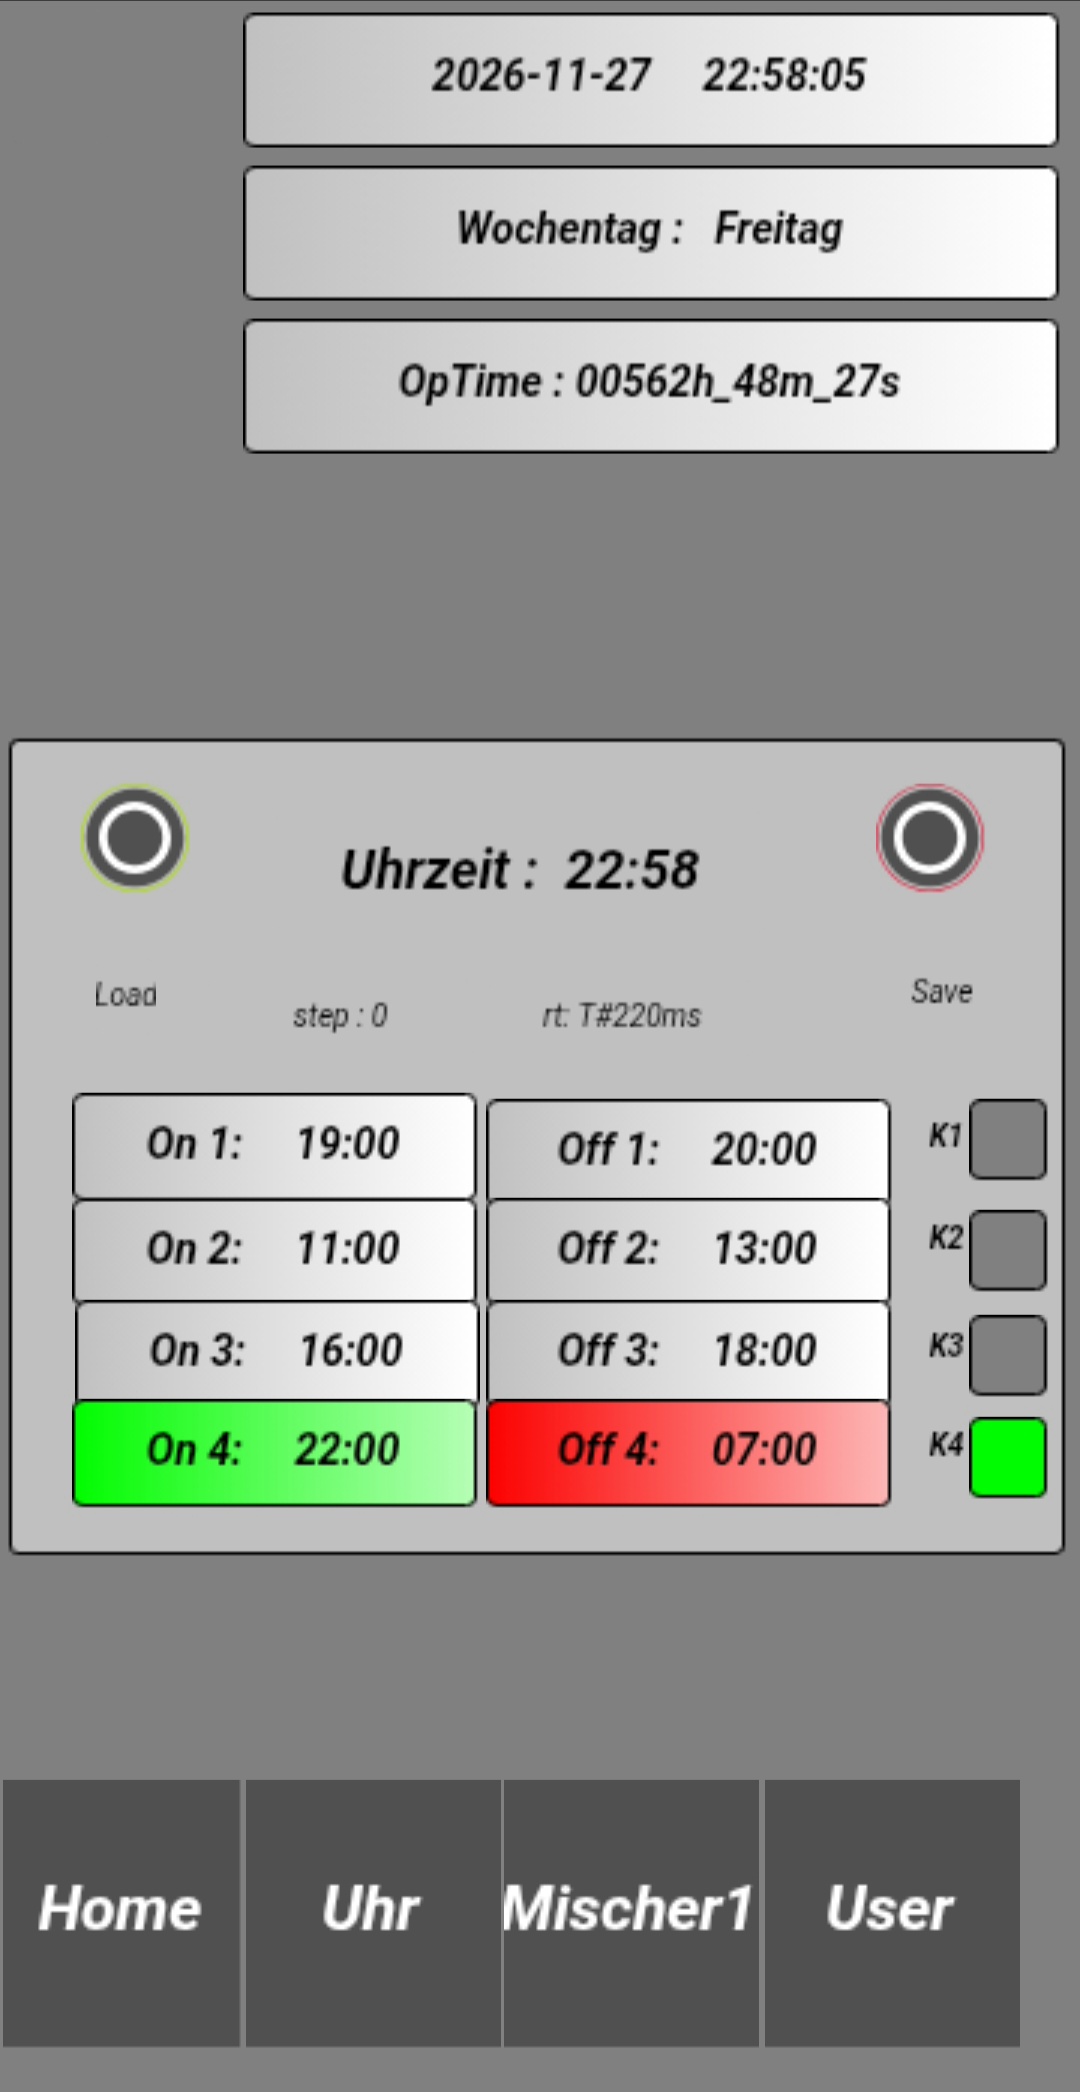 2026-11-27 22:58:05
Wochentag : Freitag
OpTime : 00562h_48m_27s
Uhrzeit : 22:58
Load
Save
step : 0
rt: T#220ms
On 1: 19:00
Off 1: 20:00
K1
On 2: 11:00
Off 2: 13:00
K2
On 3: 16:00
Off 3: 18:00
K3
On 4: 22:00
Off 4: 07:00
K4
Home
Uhr
Mischer1
User